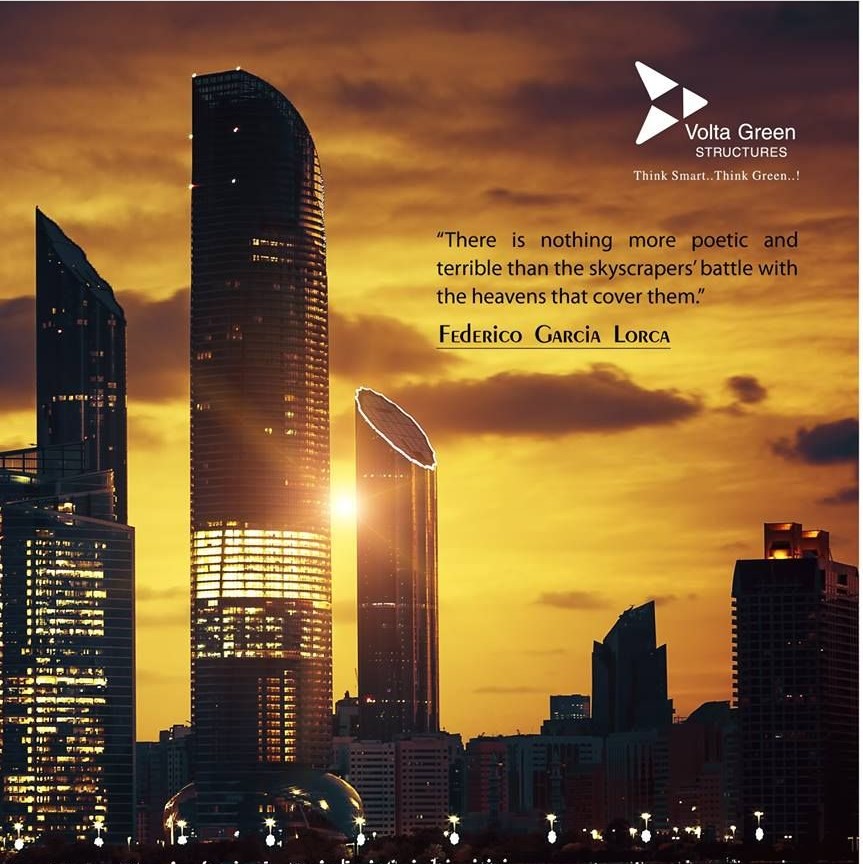 Volta Green
STRUCTURES
Think Smart..Think Green..!
“There is nothing more poetic and
terrible than the skyscrapers’ battle with
the heavens that cover them.”
Federico Garcia Lorca